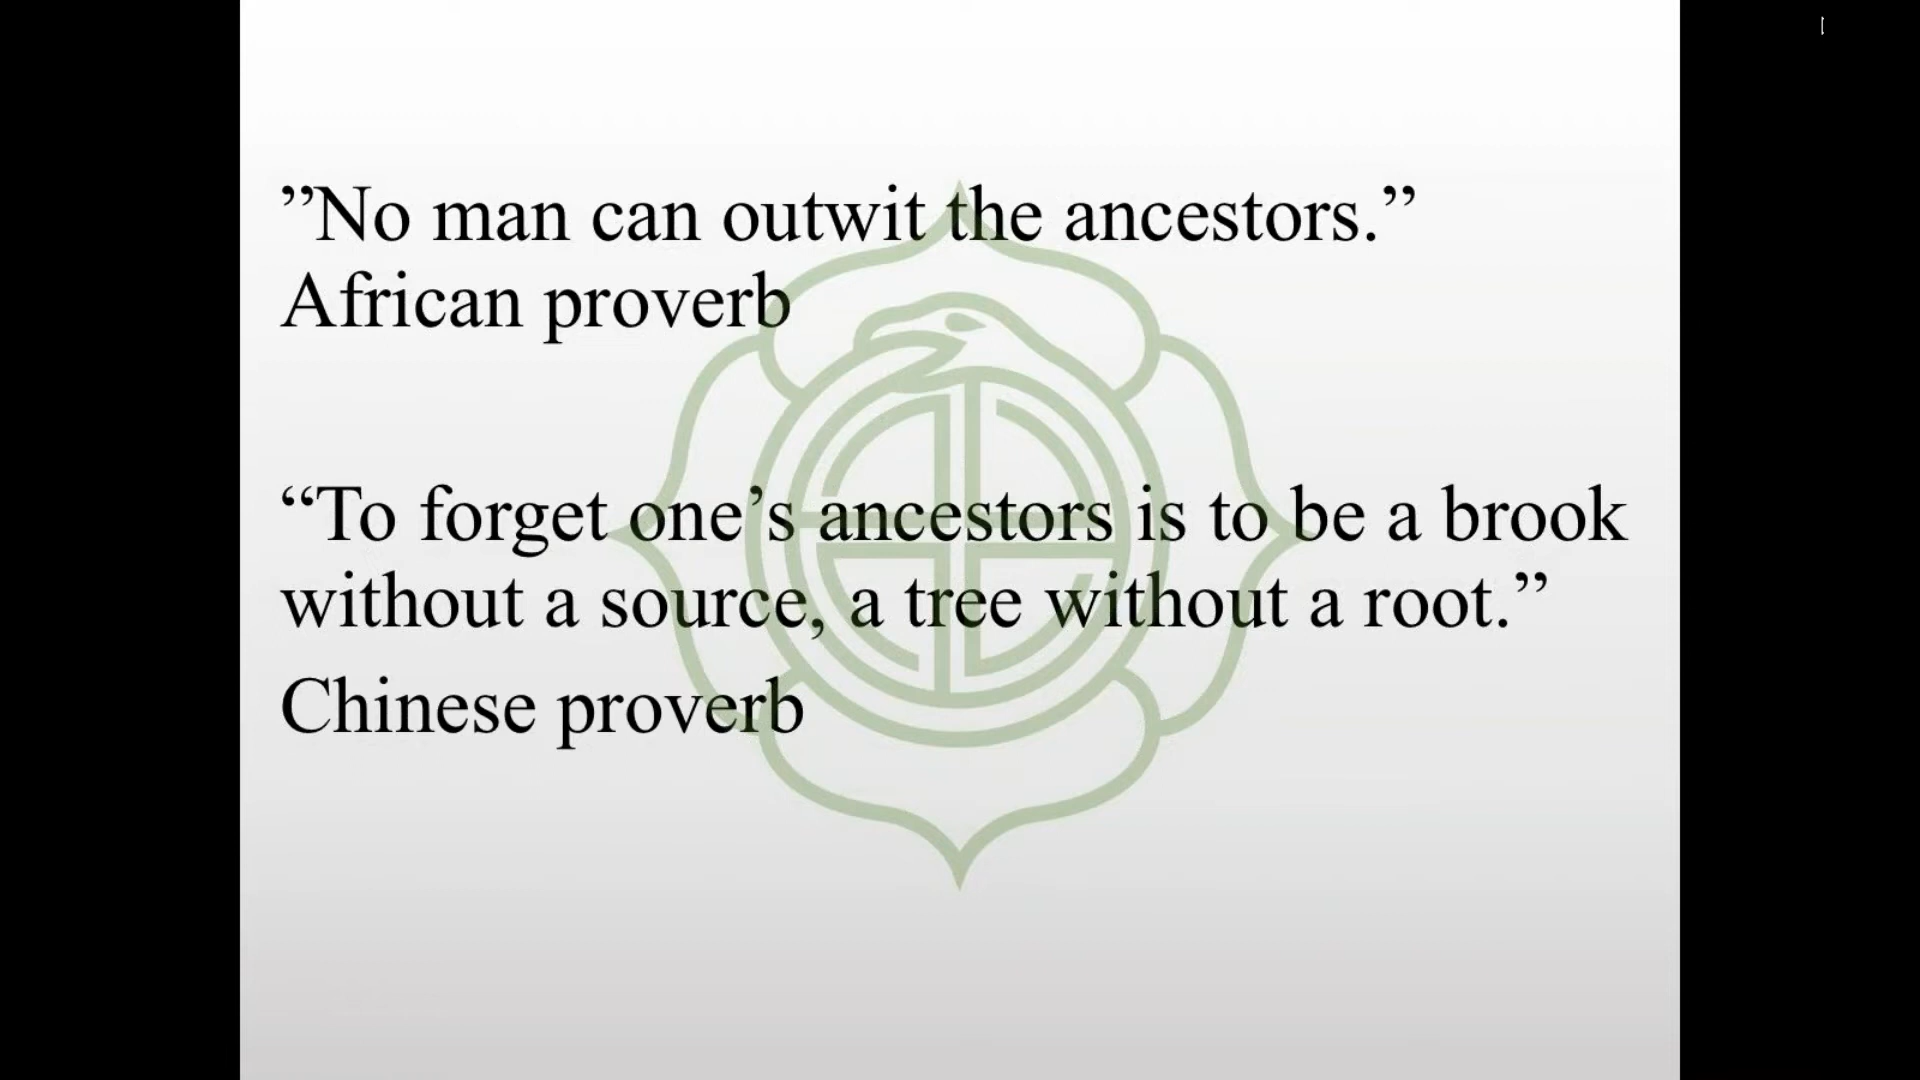 ”No man can outwit the ancestors.”
African proverb
“To forget one’s ancestors is to be a brook
without a source, a tree without a root.”
Chinese proverb